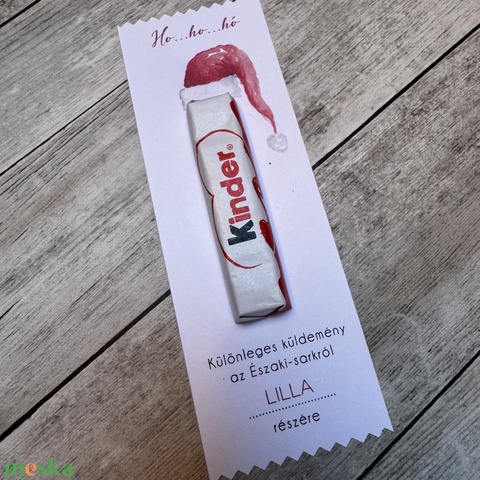 Ho...ho...hó
Kinder®
Különleges küldemény
az Északi-sarkról
LILLA
részére
meska